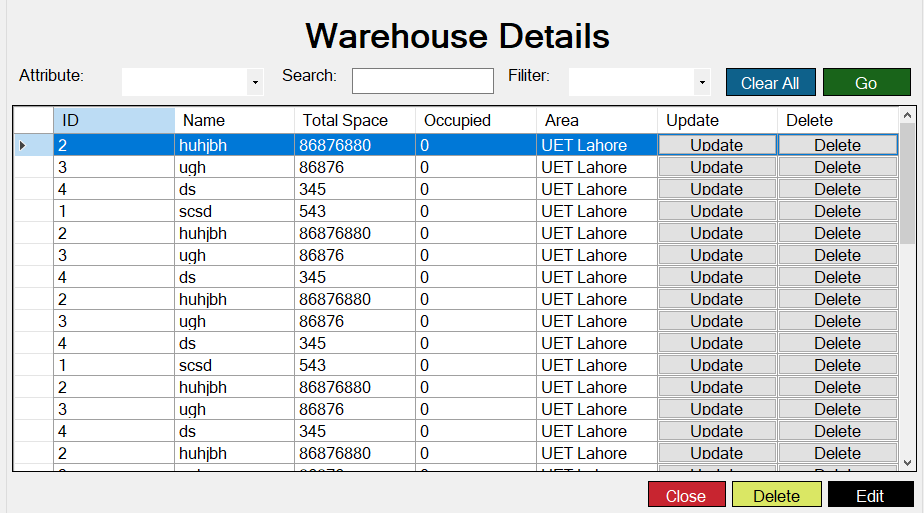 Warehouse Details
Attribute: Search: Filiter: Clear All Go
ID Name Total Space Occupied Area Update Delete
2 huhjbh 86876880 0 UET Lahore Update Delete
3 ugh 86876 0 UET Lahore Update Delete
4 ds 345 0 UET Lahore Update Delete
1 scsd 543 0 UET Lahore Update Delete
2 huhjbh 86876880 0 UET Lahore Update Delete
3 ugh 86876 0 UET Lahore Update Delete
4 ds 345 0 UET Lahore Update Delete
2 huhjbh 86876880 0 UET Lahore Update Delete
3 ugh 86876 0 UET Lahore Update Delete
4 ds 345 0 UET Lahore Update Delete
1 scsd 543 0 UET Lahore Update Delete
2 huhjbh 86876880 0 UET Lahore Update Delete
3 ugh 86876 0 UET Lahore Update Delete
4 ds 345 0 UET Lahore Update Delete
2 huhjbh 86876880 0 UET Lahore Update Delete
Close Delete Edit